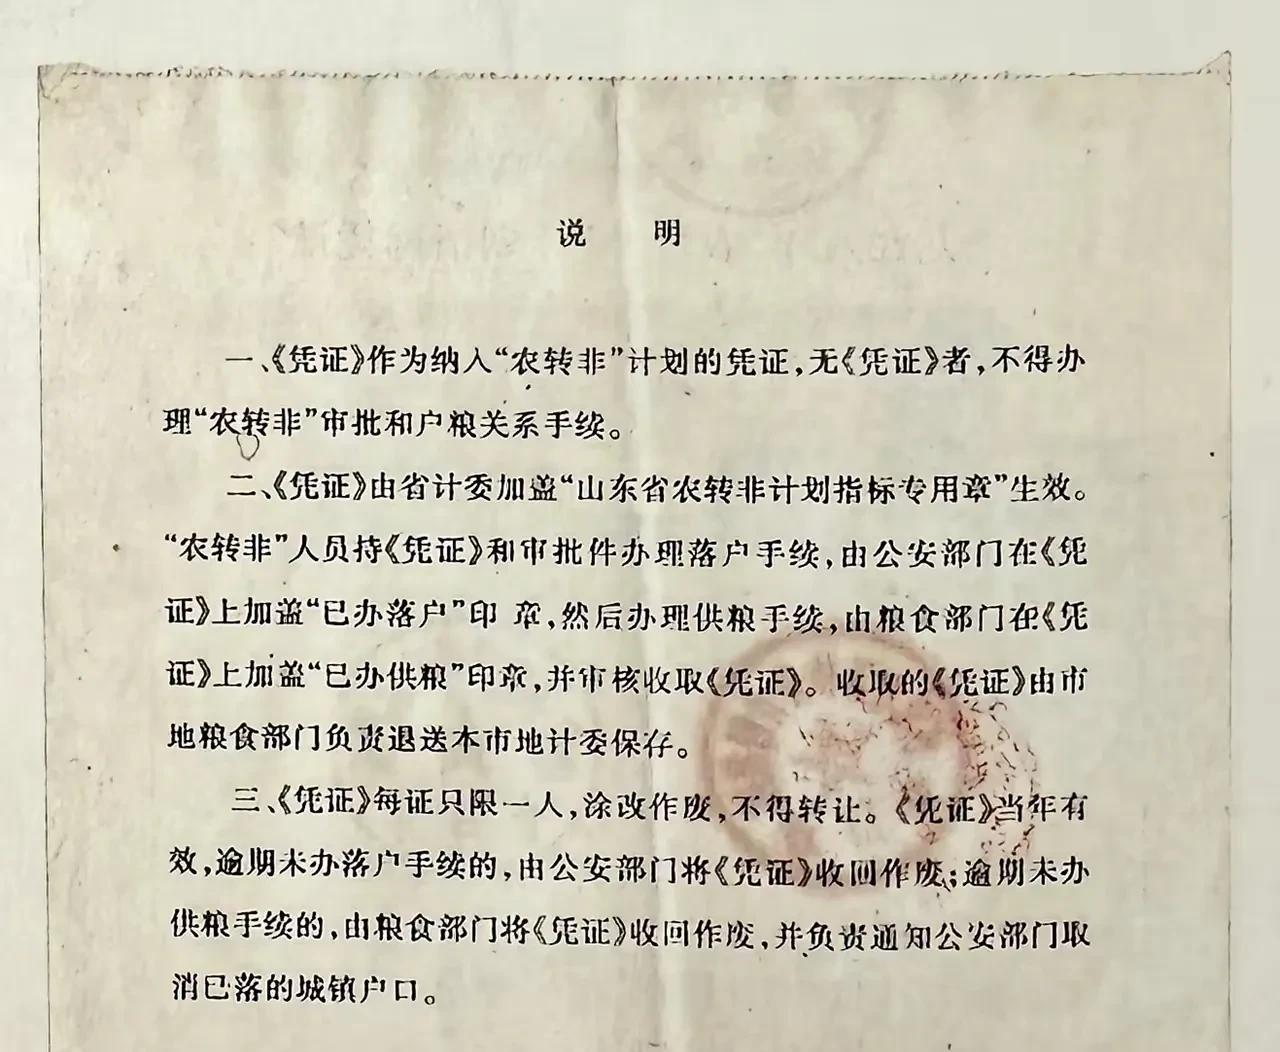 说 明
一、《凭证》作为纳入“农转非”计划的凭证，无《凭证》者，不得办
理“农转非”审批和户粮关系手续。
二、《凭证》由省计委加盖“山东省农转非计划指标专用章”生效。
“农转非”人员持《凭证》和审批件办理落户手续，由公安部门在《凭
证》上加盖“已办落户”印 章，然后办理供粮手续，由粮食部门在《凭
证》上加盖“已办供粮”印章，并审核收取《凭证》。收取的《凭证》由市
地粮食部门负责退送本市地计委保存。
三、《凭证》每证只限一人，涂改作废，不得转让。《凭证》当年有
效，逾期未办落户手续的，由公安部门将《凭证》收回作废；逾期未办
供粮手续的，由粮食部门将《凭证》收回作废，并负责通知公安部门取
消已落的城镇户口。